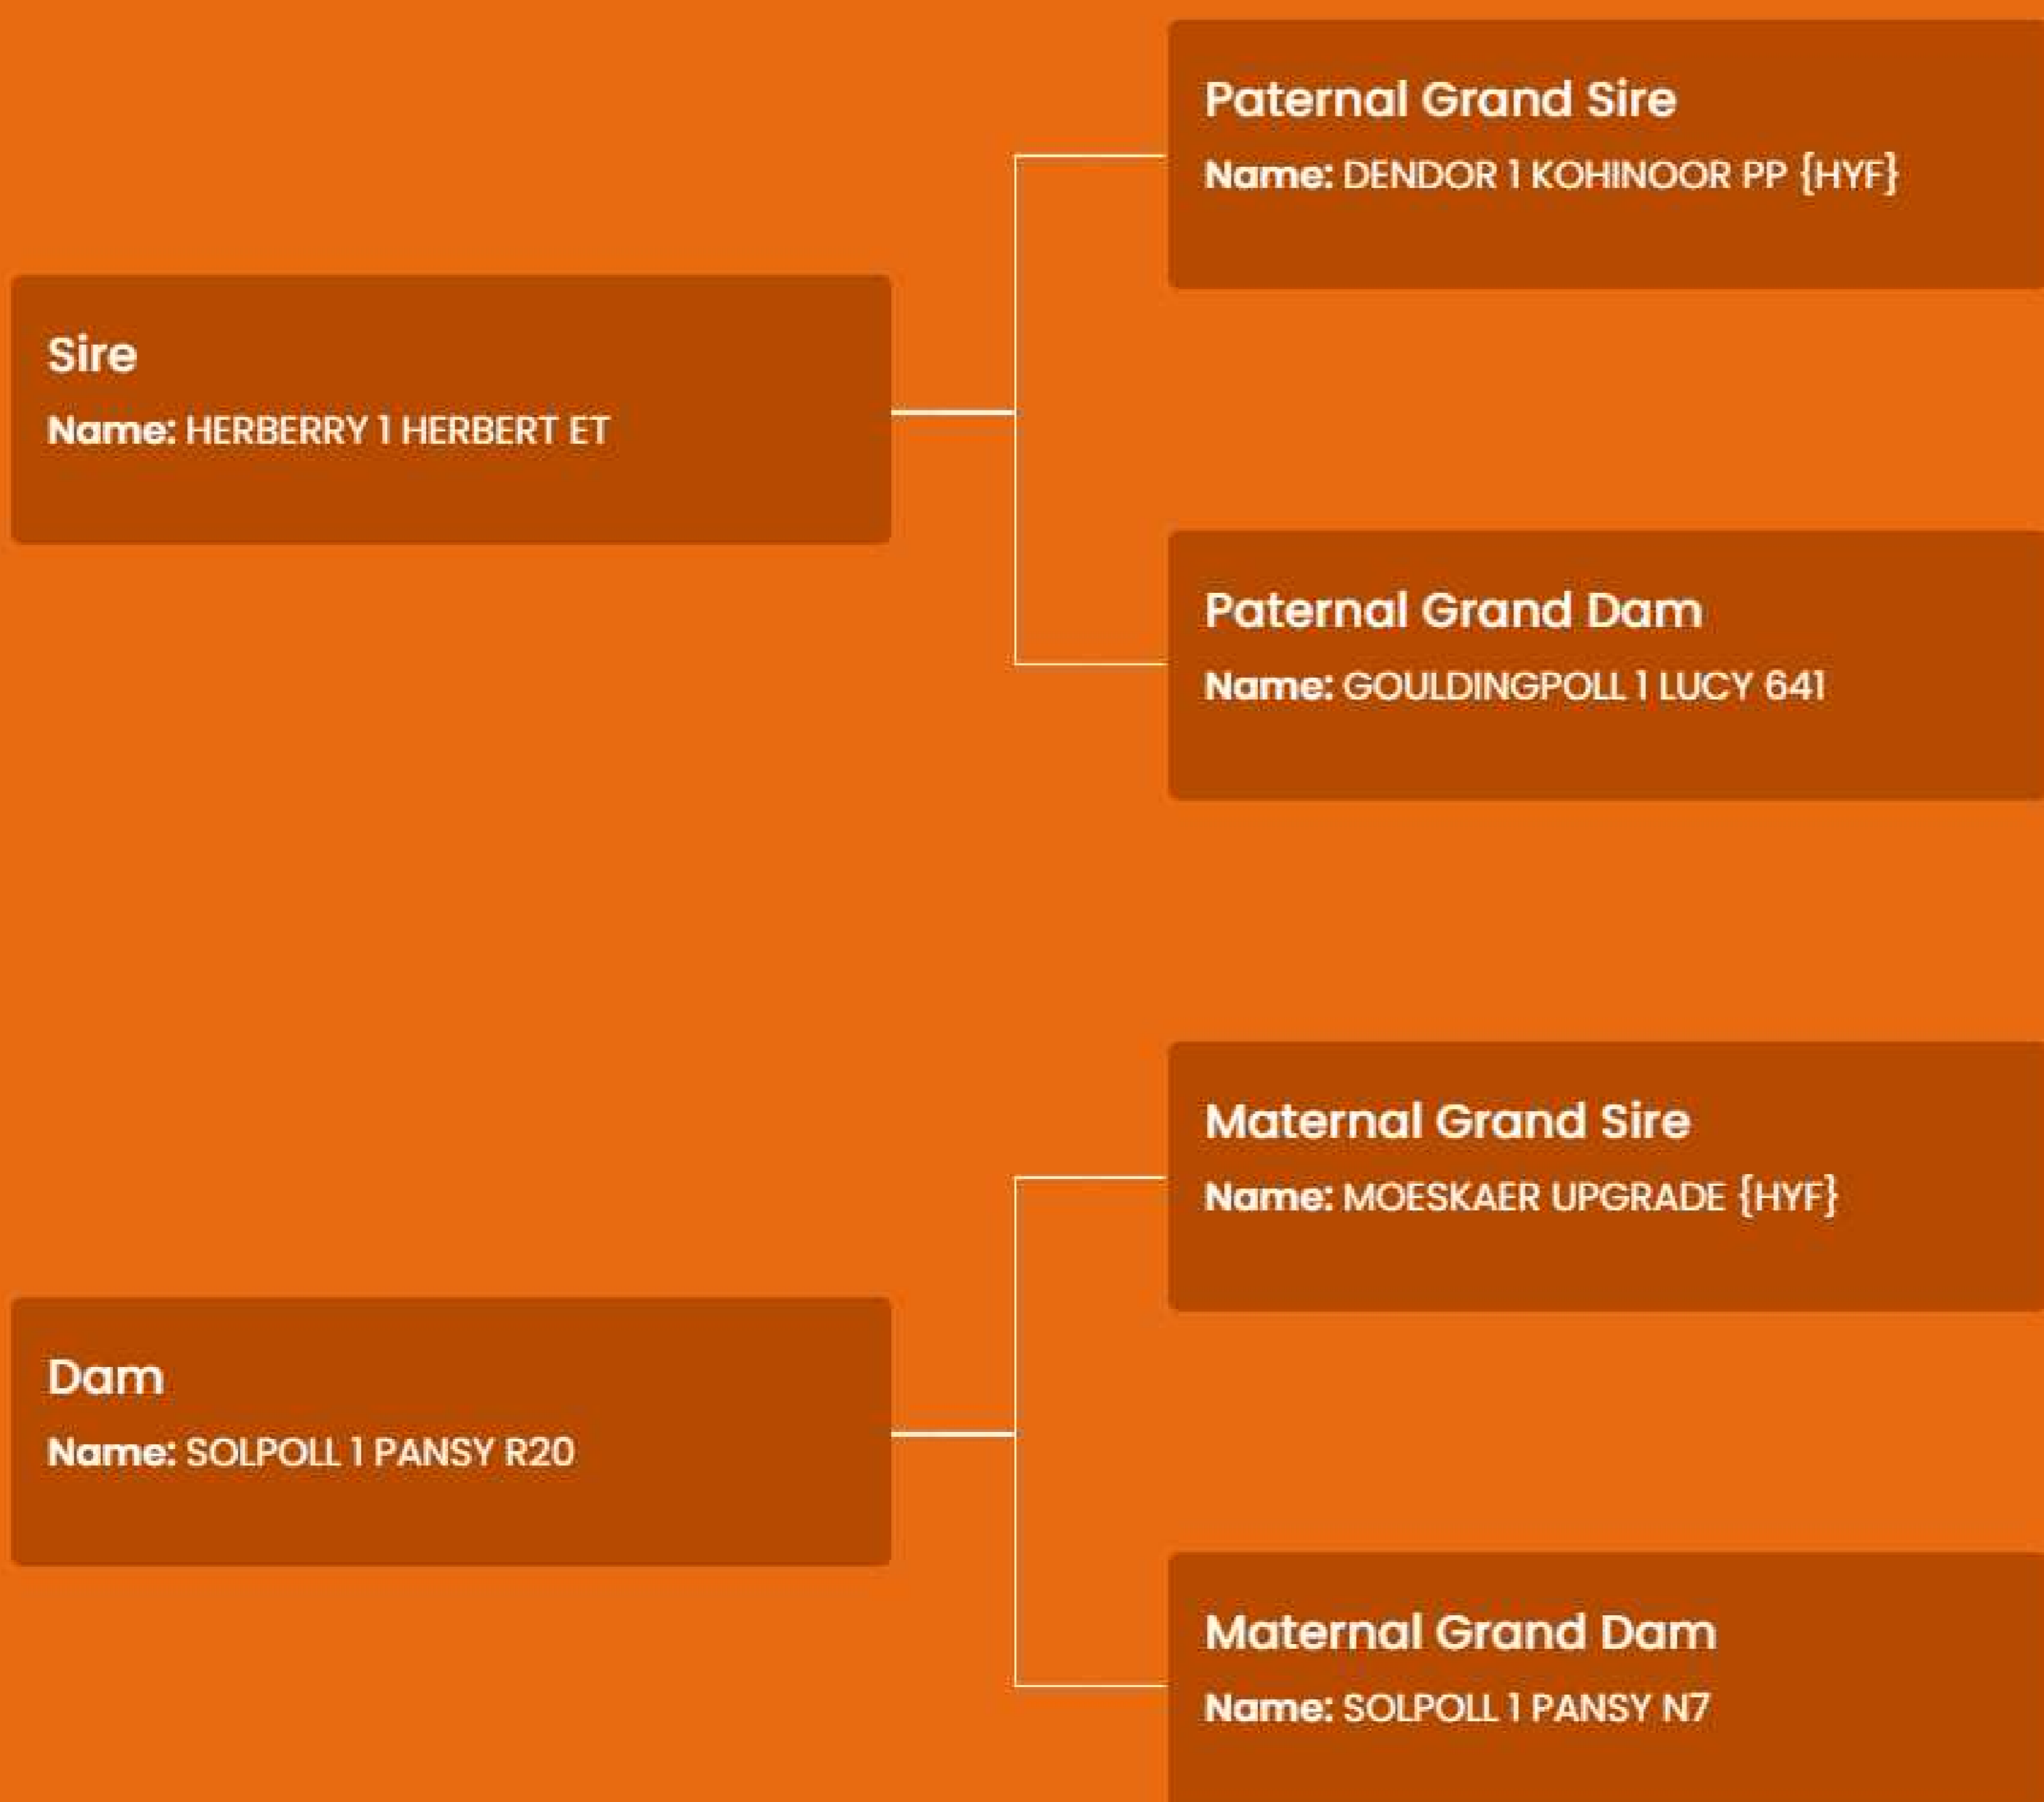 Paternal Grand Sire
Name: DENDOR 1 KOHINOOR PP {HYF}
Sire
Name: HERBERRY 1 HERBERT ET
Paternal Grand Dam
Name: GOULDINGPOLL 1 LUCY 641
Maternal Grand Sire
Name: MOESKAER UPGRADE {HYF}
Dam
Name: SOLPOLL 1 PANSY R20
Maternal Grand Dam
Name: SOLPOLL 1 PANSY N7